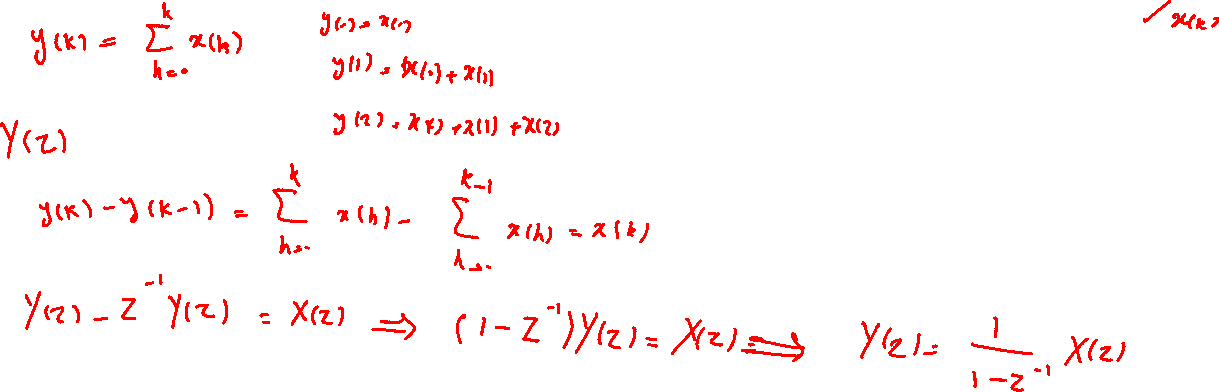 y(k) = Σ_{h=0}^{k} x(h)
y(0) = x(0)
x(k)
y(1) = x(0) + x(1)
y(2) = x(0) + x(1) + x(2)
Y(z)
y(k) - y(k-1) = Σ_{h=0}^{k} x(h) - Σ_{h=0}^{k-1} x(h) = x(k)
Y(z) - z^{-1} Y(z) = X(z) ⇒ (1 - z^{-1}) Y(z) = X(z) ⇒ Y(z) = \frac{1}{1 - z^{-1}} X(z)